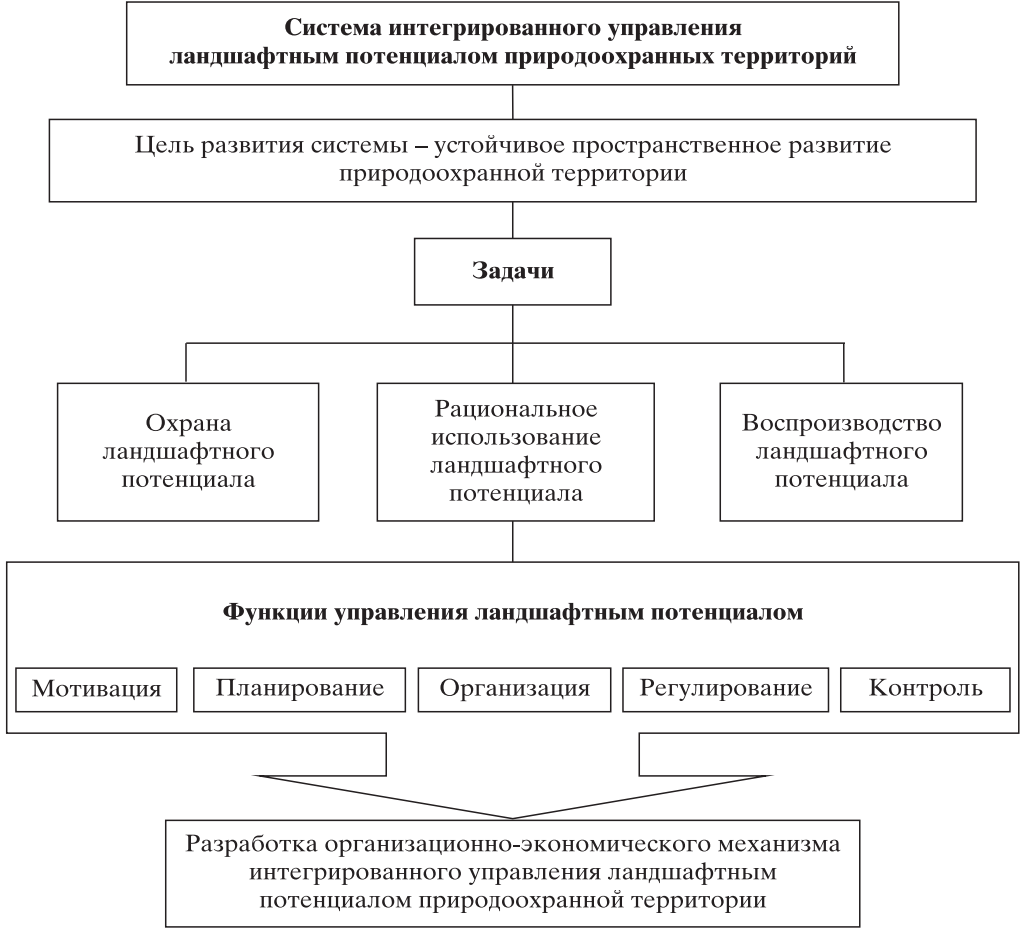 Система интегрированного управления
ландшафтным потенциалом природоохранных территорий
Цель развития системы – устойчивое пространственное развитие
природоохранной территории
Задачи
Охрана
ландшафтного
потенциала
Рациональное
использование
ландшафтного
потенциала
Воспроизводство
ландшафтного
потенциала
Функции управления ландшафтным потенциалом
Мотивация
Планирование
Организация
Регулирование
Контроль
Разработка организационно-экономического механизма
интегрированного управления ландшафтным
потенциалом природоохранной территории